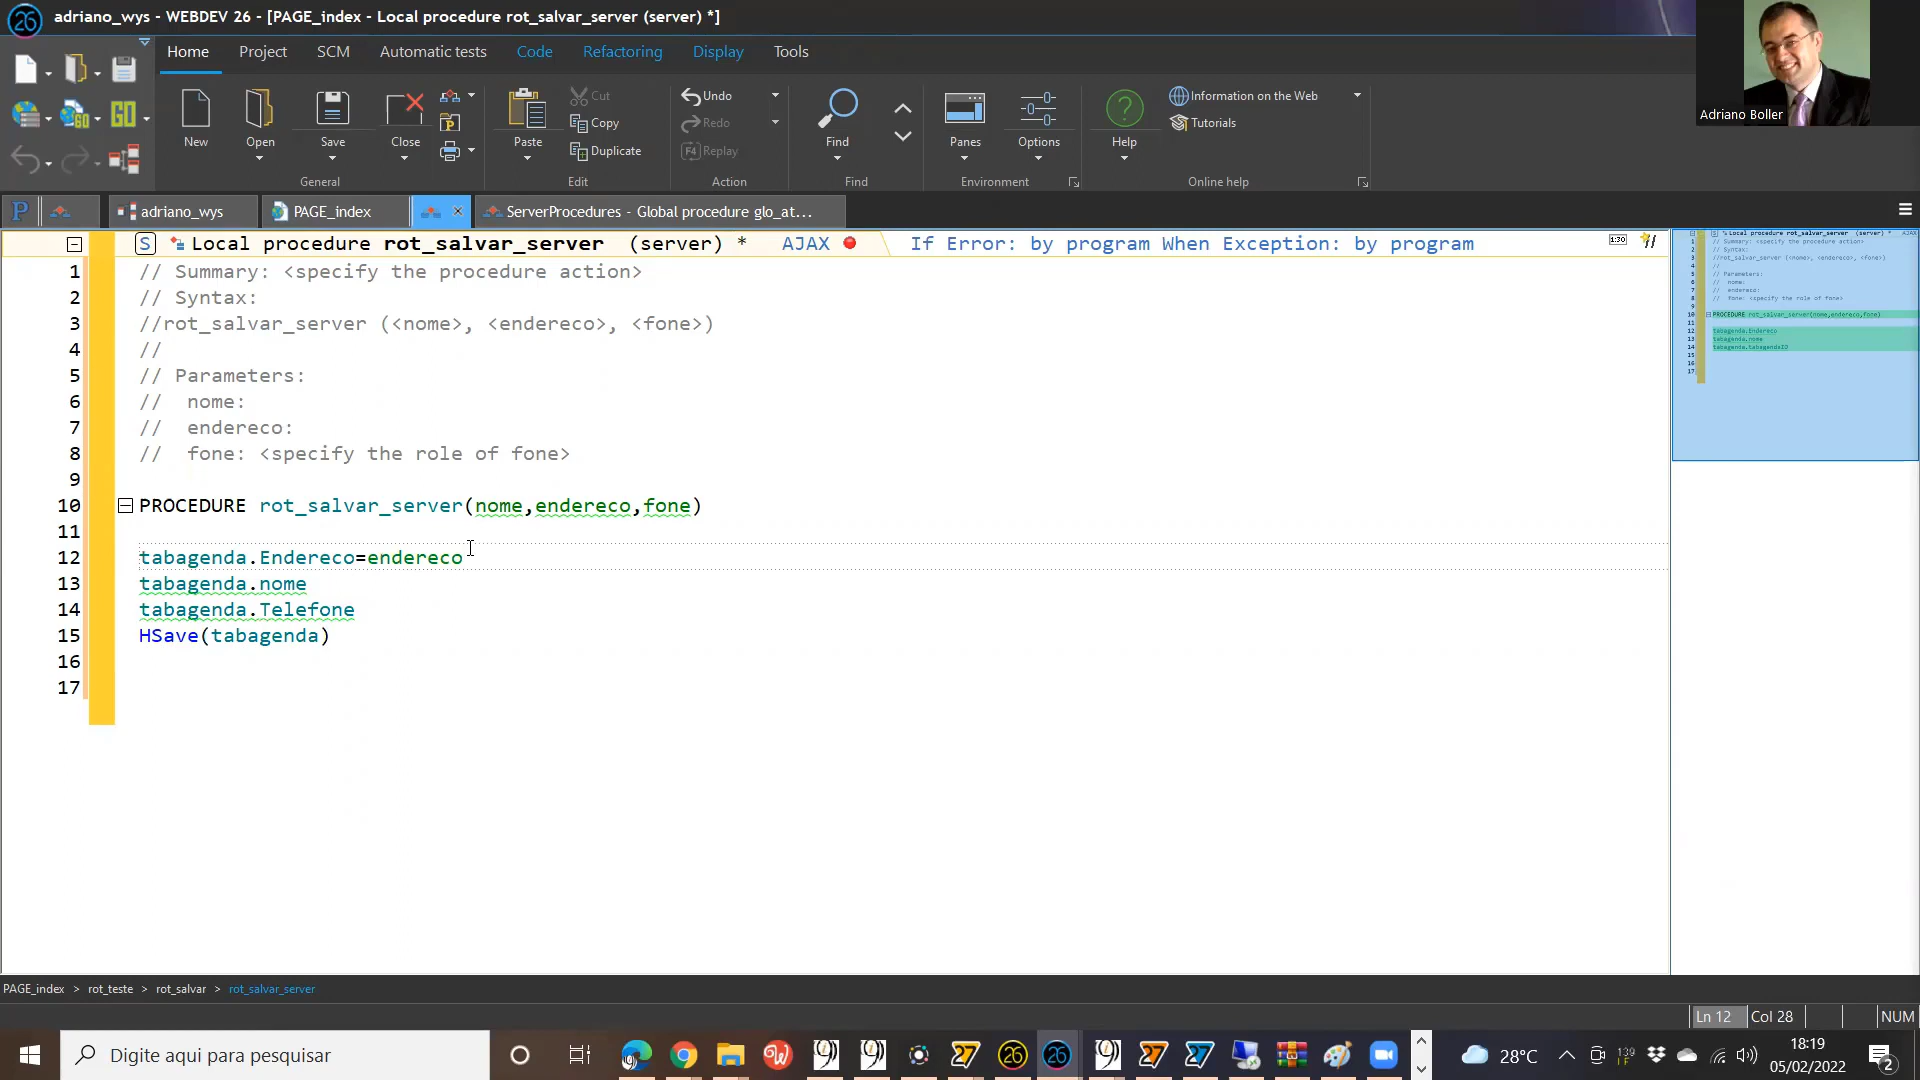 adriano_wys - WEBDEV 26 - [PAGE_index - Local procedure rot_salvar_server (server) *]
Adriano Boller
Home Project SCM Automatic tests Code Refactoring Display Tools
New Open Save Close Paste Cut Copy Duplicate Undo Redo Replay Find Panes Options Help Information on the Web Tutorials
General Edit Action Find Environment Online help
adriano_wys PAGE_index ServerProcedures - Global procedure glo_at...
S Local procedure rot_salvar_server (server) * AJAX If Error: by program When Exception: by program
1 // Summary: <specify the procedure action>
2 // Syntax:
3 //rot_salvar_server (<nome>, <endereco>, <fone>)
4 //
5 // Parameters:
6 // nome:
7 // endereco:
8 // fone: <specify the role of fone>
9
10 PROCEDURE rot_salvar_server(nome,endereco,fone)
11
12 tabagenda.Endereco=endereco
13 tabagenda.nome
14 tabagenda.Telefone
15 HSave(tabagenda)
16
17
PAGE_index > rot_teste > rot_salvar > rot_salvar_server
Ln 12 Col 28 NUM
Digite aqui para pesquisar
28°C
18:19
05/02/2022
2